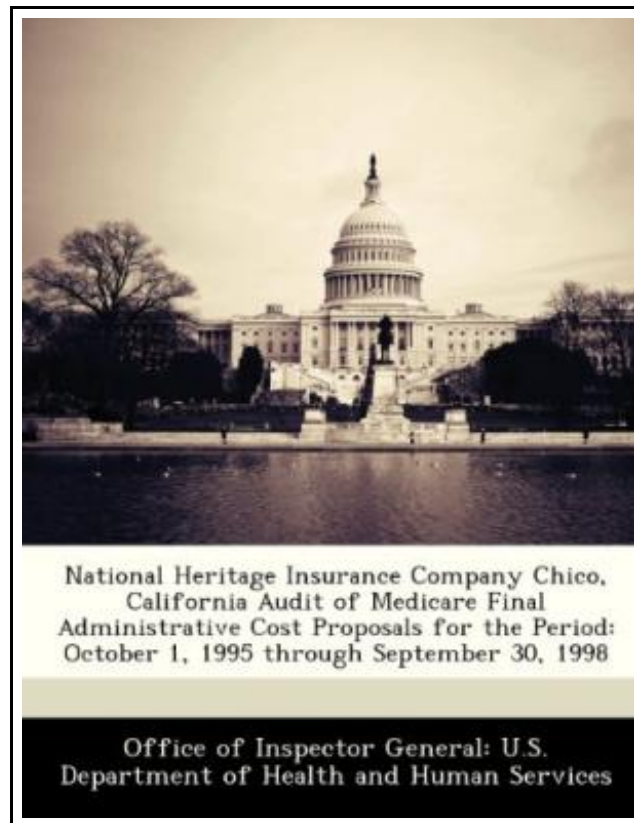 National Heritage Insurance Company Chico,
California Audit of Medicare Final
Administrative Cost Proposals for the Period:
October 1, 1995 through September 30, 1998
Office of Inspector General: U.S.
Department of Health and Human Services